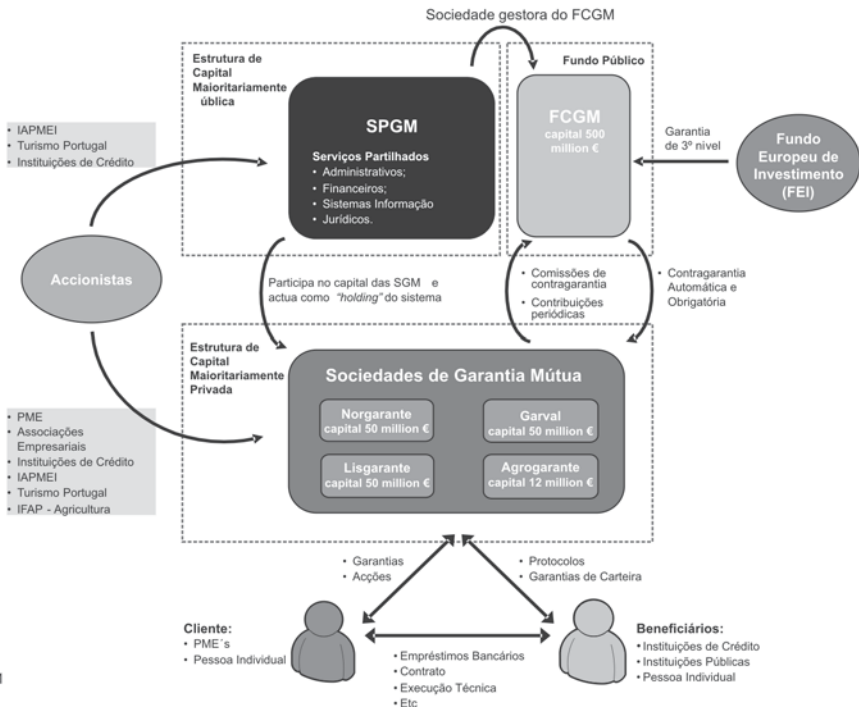 Sociedade gestora do FCGM
Estrutura de
Capital
Maioritariamente
ública
SPGM
Serviços Partilhados
• Administrativos;
• Financeiros;
• Sistemas Informação
• Jurídicos.
Fundo Público
FCGM
capital 500
million €
Garantia
de 3º nivel
Fundo
Europeu de
Investimento
(FEI)
• IAPMEI
• Turismo Portugal
• Instituições de Crédito
Accionistas
Participa no capital das SGM e
actua como "holding" do sistema
• Comissões de
contragarantia
• Contribuições
periódicas
• Contragarantia
Automática e
Obrigatória
Estrutura de
Capital
Maioritariamente
Privada
Sociedades de Garantia Mútua
Norgarante
capital 50 million €
Garval
capital 50 million €
Lisgarante
capital 50 million €
Agrogarante
capital 12 million €
• PME
• Associações
Empresariais
• Instituições de Crédito
• IAPMEI
• Turismo Portugal
• IFAP - Agricultura
• Garantias
• Acções
• Protocolos
• Garantias de Carteira
Cliente:
• PME´s
• Pessoa Individual
• Empréstimos Bancários
• Contrato
• Execução Técnica
• Etc
Beneficiários:
• Instituições de Crédito
• Instituições Públicas
• Pessoa Individual